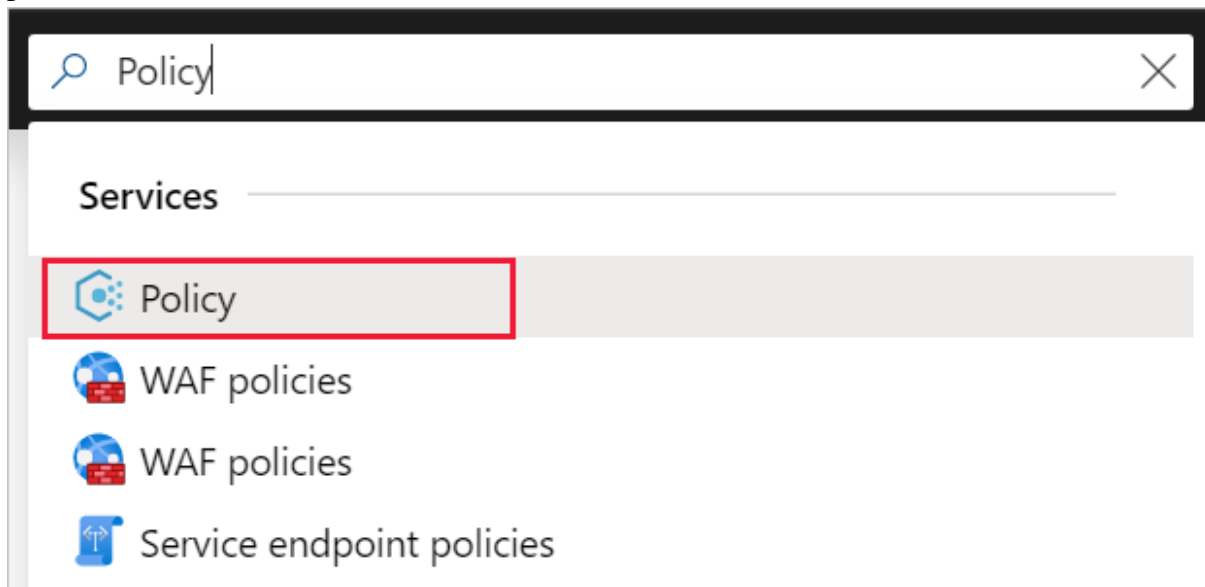 Policy
Services
Policy
WAF policies
WAF policies
Service endpoint policies